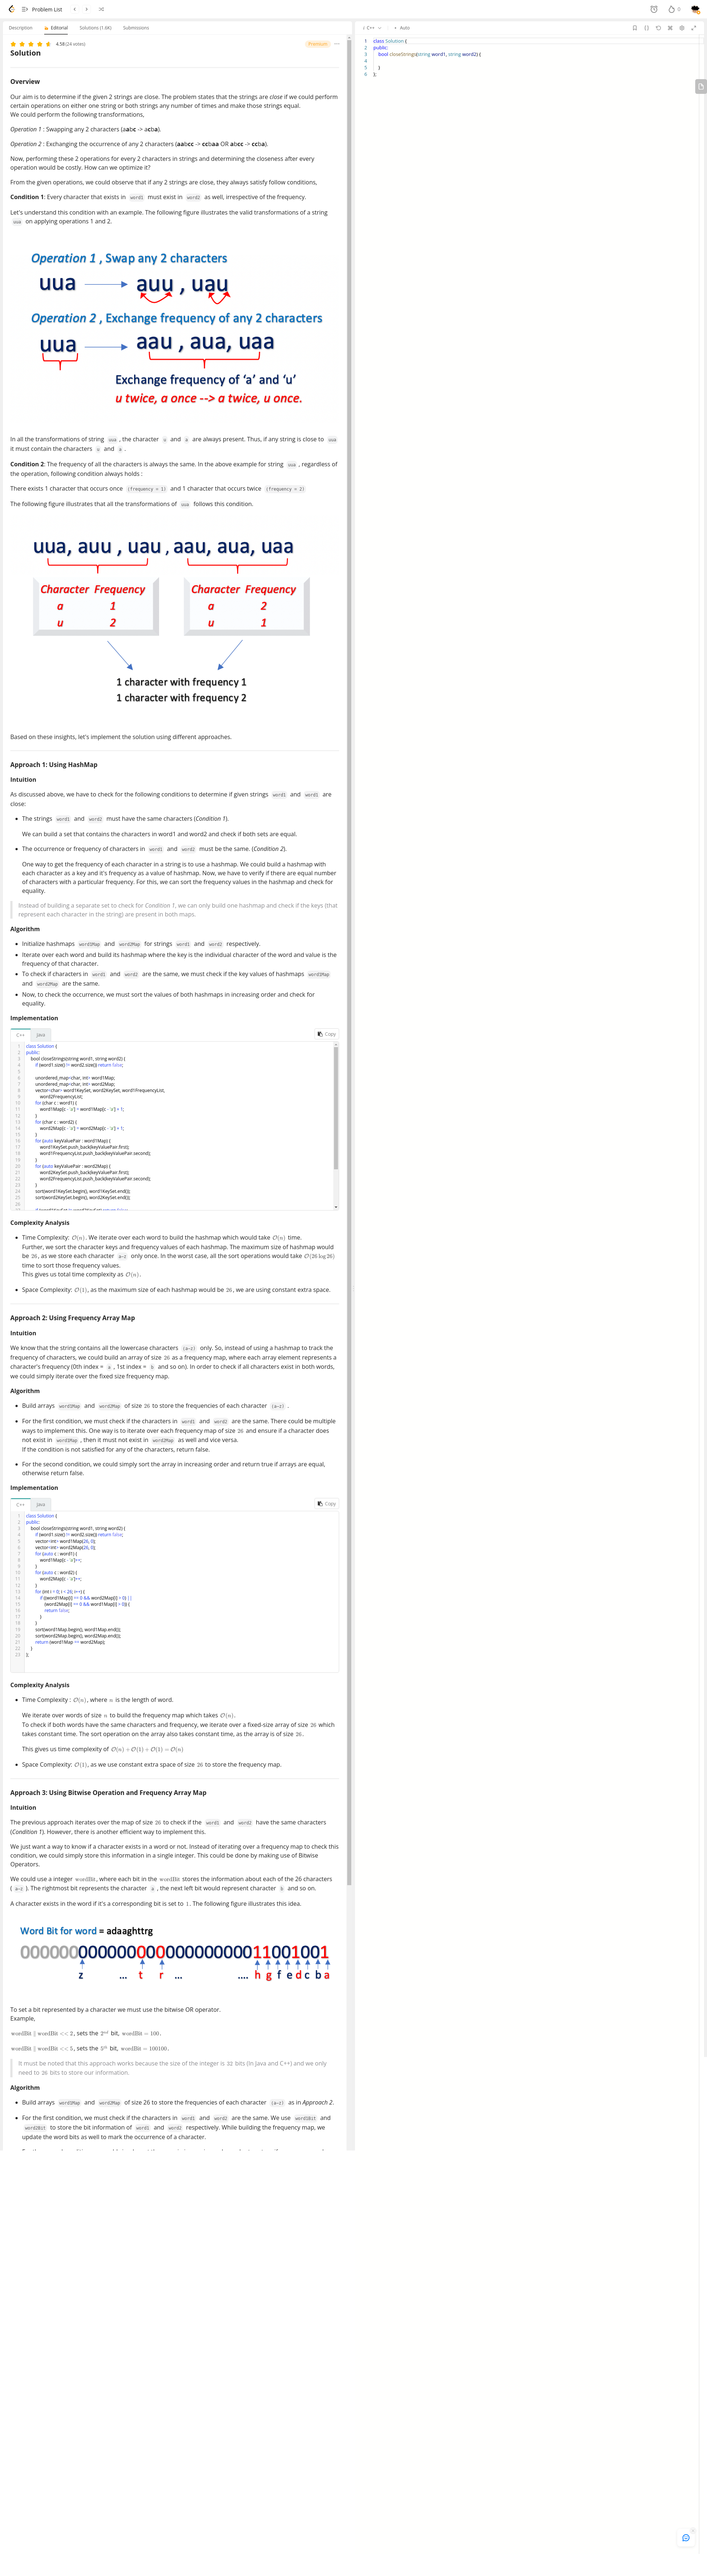 Problem List
0
Description
Editorial
Solutions (1.6K)
Submissions
4.58 (24 votes)
Premium
Solution
Overview
Our aim is to determine if the given 2 strings are close. The problem states that the strings are close if we could perform
certain operations on either one string or both strings any number of times and make those strings equal.
We could perform the following transformations,
Operation 1 : Swapping any 2 characters (aabc -> acba).
Operation 2 : Exchanging the occurrence of any 2 characters (aabcc -> ccbaa OR abcc -> ccba).
Now, performing these 2 operations for every 2 characters in strings and determining the closeness after every
operation would be costly. How can we optimize it?
From the given operations, we could observe that if any 2 strings are close, they always satisfy follow conditions,
Condition 1: Every character that exists in word1 must exist in word2 as well, irrespective of the frequency.
Let's understand this condition with an example. The following figure illustrates the valid transformations of a string
uua on applying operations 1 and 2.
Operation 1 , Swap any 2 characters
uua
auu , uau
Operation 2 , Exchange frequency of any 2 characters
uua
aau , aua, uaa
Exchange frequency of 'a' and 'u'
u twice, a once --> a twice, u once.
In all the transformations of string uua , the character u and a are always present. Thus, if any string is close to uua
it must contain the characters u and a .
Condition 2: The frequency of all the characters is always the same. In the above example for string uua , regardless of
the operation, following condition always holds :
There exists 1 character that occurs once (frequency = 1) and 1 character that occurs twice (frequency = 2)
The following figure illustrates that all the transformations of uua follows this condition.
uua, auu , uau , aau, aua, uaa
Character Frequency
a 1
u 2
Character Frequency
a 2
u 1
1 character with frequency 1
1 character with frequency 2
Based on these insights, let's implement the solution using different approaches.
Approach 1: Using HashMap
Intuition
As discussed above, we have to check for the following conditions to determine if given strings word1 and word1 are
close:
The strings word1 and word2 must have the same characters (Condition 1).
We can build a set that contains the characters in word1 and word2 and check if both sets are equal.
The occurrence or frequency of characters in word1 and word2 must be the same. (Condition 2).
One way to get the frequency of each character in a string is to use a hashmap. We could build a hashmap with
each character as a key and it's frequency as a value of hashmap. Now, we have to verify if there are equal number
of characters with a particular frequency. For this, we can sort the frequency values in the hashmap and check for
equality.
Instead of building a separate set to check for Condition 1, we can only build one hashmap and check if the keys (that
represent each character in the string) are present in both maps.
Algorithm
Initialize hashmaps word1Map and word2Map for strings word1 and word2 respectively.
Iterate over each word and build its hashmap where the key is the individual character of the word and value is the
frequency of that character.
To check if characters in word1 and word2 are the same, we must check if the key values of hashmaps word1Map
and word2Map are the same.
Now, to check the occurrence, we must sort the values of both hashmaps in increasing order and check for
equality.
Implementation
C++ Java Copy
1 class Solution {
2 public:
3 bool closeStrings(string word1, string word2) {
4 if (word1.size() != word2.size()) return false;
5
6 unordered_map<char, int> word1Map;
7 unordered_map<char, int> word2Map;
8 vector<char> word1KeySet, word2KeySet, word1FrequencyList,
9 word2FrequencyList;
10 for (char c : word1) {
11 word1Map[c - 'a'] = word1Map[c - 'a'] + 1;
12 }
13 for (char c : word2) {
14 word2Map[c - 'a'] = word2Map[c - 'a'] + 1;
15 }
16 for (auto keyValuePair : word1Map) {
17 word1KeySet.push_back(keyValuePair.first);
18 word1FrequencyList.push_back(keyValuePair.second);
19 }
20 for (auto keyValuePair : word2Map) {
21 word2KeySet.push_back(keyValuePair.first);
22 word2FrequencyList.push_back(keyValuePair.second);
23 }
24 sort(word1KeySet.begin(), word1KeySet.end());
25 sort(word2KeySet.begin(), word2KeySet.end());
26
Complexity Analysis
Time Complexity: O(n). We iterate over each word to build the hashmap which would take O(n) time.
Further, we sort the character keys and frequency values of each hashmap. The maximum size of hashmap would
be 26, as we store each character a-z only once. In the worst case, all the sort operations would take O(26 log 26)
time to sort those frequency values.
This gives us total time complexity as O(n).
Space Complexity: O(1), as the maximum size of each hashmap would be 26, we are using constant extra space.
Approach 2: Using Frequency Array Map
Intuition
We know that the string contains all the lowercase characters (a-z) only. So, instead of using a hashmap to track the
frequency of characters, we could build an array of size 26 as a frequency map, where each array element represents a
character's frequency (0th index = a , 1st index = b and so on). In order to check if all characters exist in both words,
we could simply iterate over the fixed size frequency map.
Algorithm
Build arrays word1Map and word2Map of size 26 to store the frequencies of each character (a-z) .
For the first condition, we must check if the characters in word1 and word2 are the same. There could be multiple
ways to implement this. One way is to iterate over each frequency map of size 26 and ensure if a character does
not exist in word1Map , then it must not exist in word2Map as well and vice versa.
If the condition is not satisfied for any of the characters, return false.
For the second condition, we could simply sort the array in increasing order and return true if arrays are equal,
otherwise return false.
Implementation
C++ Java Copy
1 class Solution {
2 public:
3 bool closeStrings(string word1, string word2) {
4 if (word1.size() != word2.size()) return false;
5 vector<int> word1Map(26, 0);
6 vector<int> word2Map(26, 0);
7 for (auto c : word1) {
8 word1Map[c - 'a']++;
9 }
10 for (auto c : word2) {
11 word2Map[c - 'a']++;
12 }
13 for (int i = 0; i < 26; i++) {
14 if ((word1Map[i] == 0 && word2Map[i] > 0) ||
15 (word2Map[i] == 0 && word1Map[i] > 0)) {
16 return false;
17 }
18 }
19 sort(word1Map.begin(), word1Map.end());
20 sort(word2Map.begin(), word2Map.end());
21 return (word1Map == word2Map);
22 }
23 };
Complexity Analysis
Time Complexity : O(n), where n is the length of word.
We iterate over words of size n to build the frequency map which takes O(n).
To check if both words have the same characters and frequency, we iterate over a fixed-array of size 26 which
takes constant time. The sort operation on the array also takes constant time, as the array is of size 26.
This gives us time complexity of O(n) + O(1) + O(1) = O(n)
Space Complexity: O(1), as we use constant extra space of size 26 to store the frequency map.
Approach 3: Using Bitwise Operation and Frequency Array Map
Intuition
The previous approach iterates over the map of size 26 to check if the word1 and word2 have the same characters
(Condition 1). However, there is another efficient way to implement this.
We just want a way to know if a character exists in a word or not. Instead of iterating over a frequency map to check this
condition, we could simply store this information in a single integer. This could be done by making use of Bitwise
Operators.
We could use a integer wordBit, where each bit in the wordBit stores the information about each of the 26 characters
( a-z ). The rightmost bit represents the character a , the next left bit would represent character b and so on.
A character exists in the word if it's a corresponding bit is set to 1. The following figure illustrates this idea.
Word Bit for word = adaaghttrg
z ... t r ... .... h g f e d c b a
To set a bit represented by a character we must use the bitwise OR operator.
Example,
wordBit | wordBit << 2, sets the 2nd bit, wordBit = 100.
wordBit | wordBit << 5, sets the 5th bit, wordBit = 100100.
It must be noted that this approach works because the size of the integer is 32 bits (In Java and C++) and we only
need to 26 bits to store our information.
Algorithm
Build arrays word1Map and word2Map of size 26 to store the frequencies of each character (a-z) as in Approach 2.
For the first condition, we must check if the characters in word1 and word2 are the same. We use word1Bit and
word2Bit to store the bit information of word1 and word2 respectively. While building the frequency map, we
update the word bits as well to mark the occurrence of a character.
C++
Auto
1 class Solution {
2 public:
3 bool closeStrings(string word1, string word2) {
4
5 }
6 };